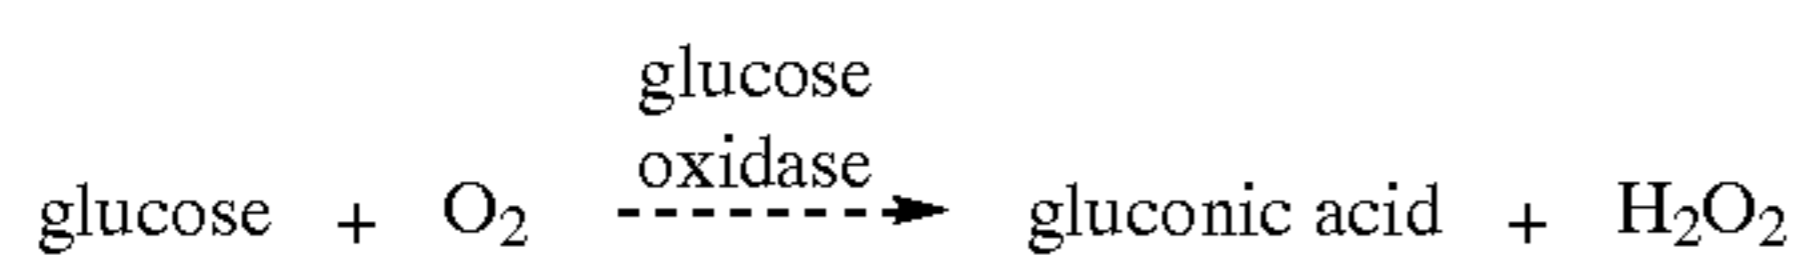 glucose
oxidase
glucose + O₂ gluconic acid + H₂O₂